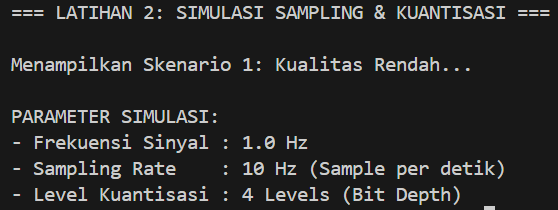 === LATIHAN 2: SIMULASI SAMPLING & KUANTISASI ===
Menampilkan Skenario 1: Kualitas Rendah...
PARAMETER SIMULASI:
- Frekuensi Sinyal : 1.0 Hz
- Sampling Rate    : 10 Hz (Sample per detik)
- Level Kuantisasi : 4 Levels (Bit Depth)